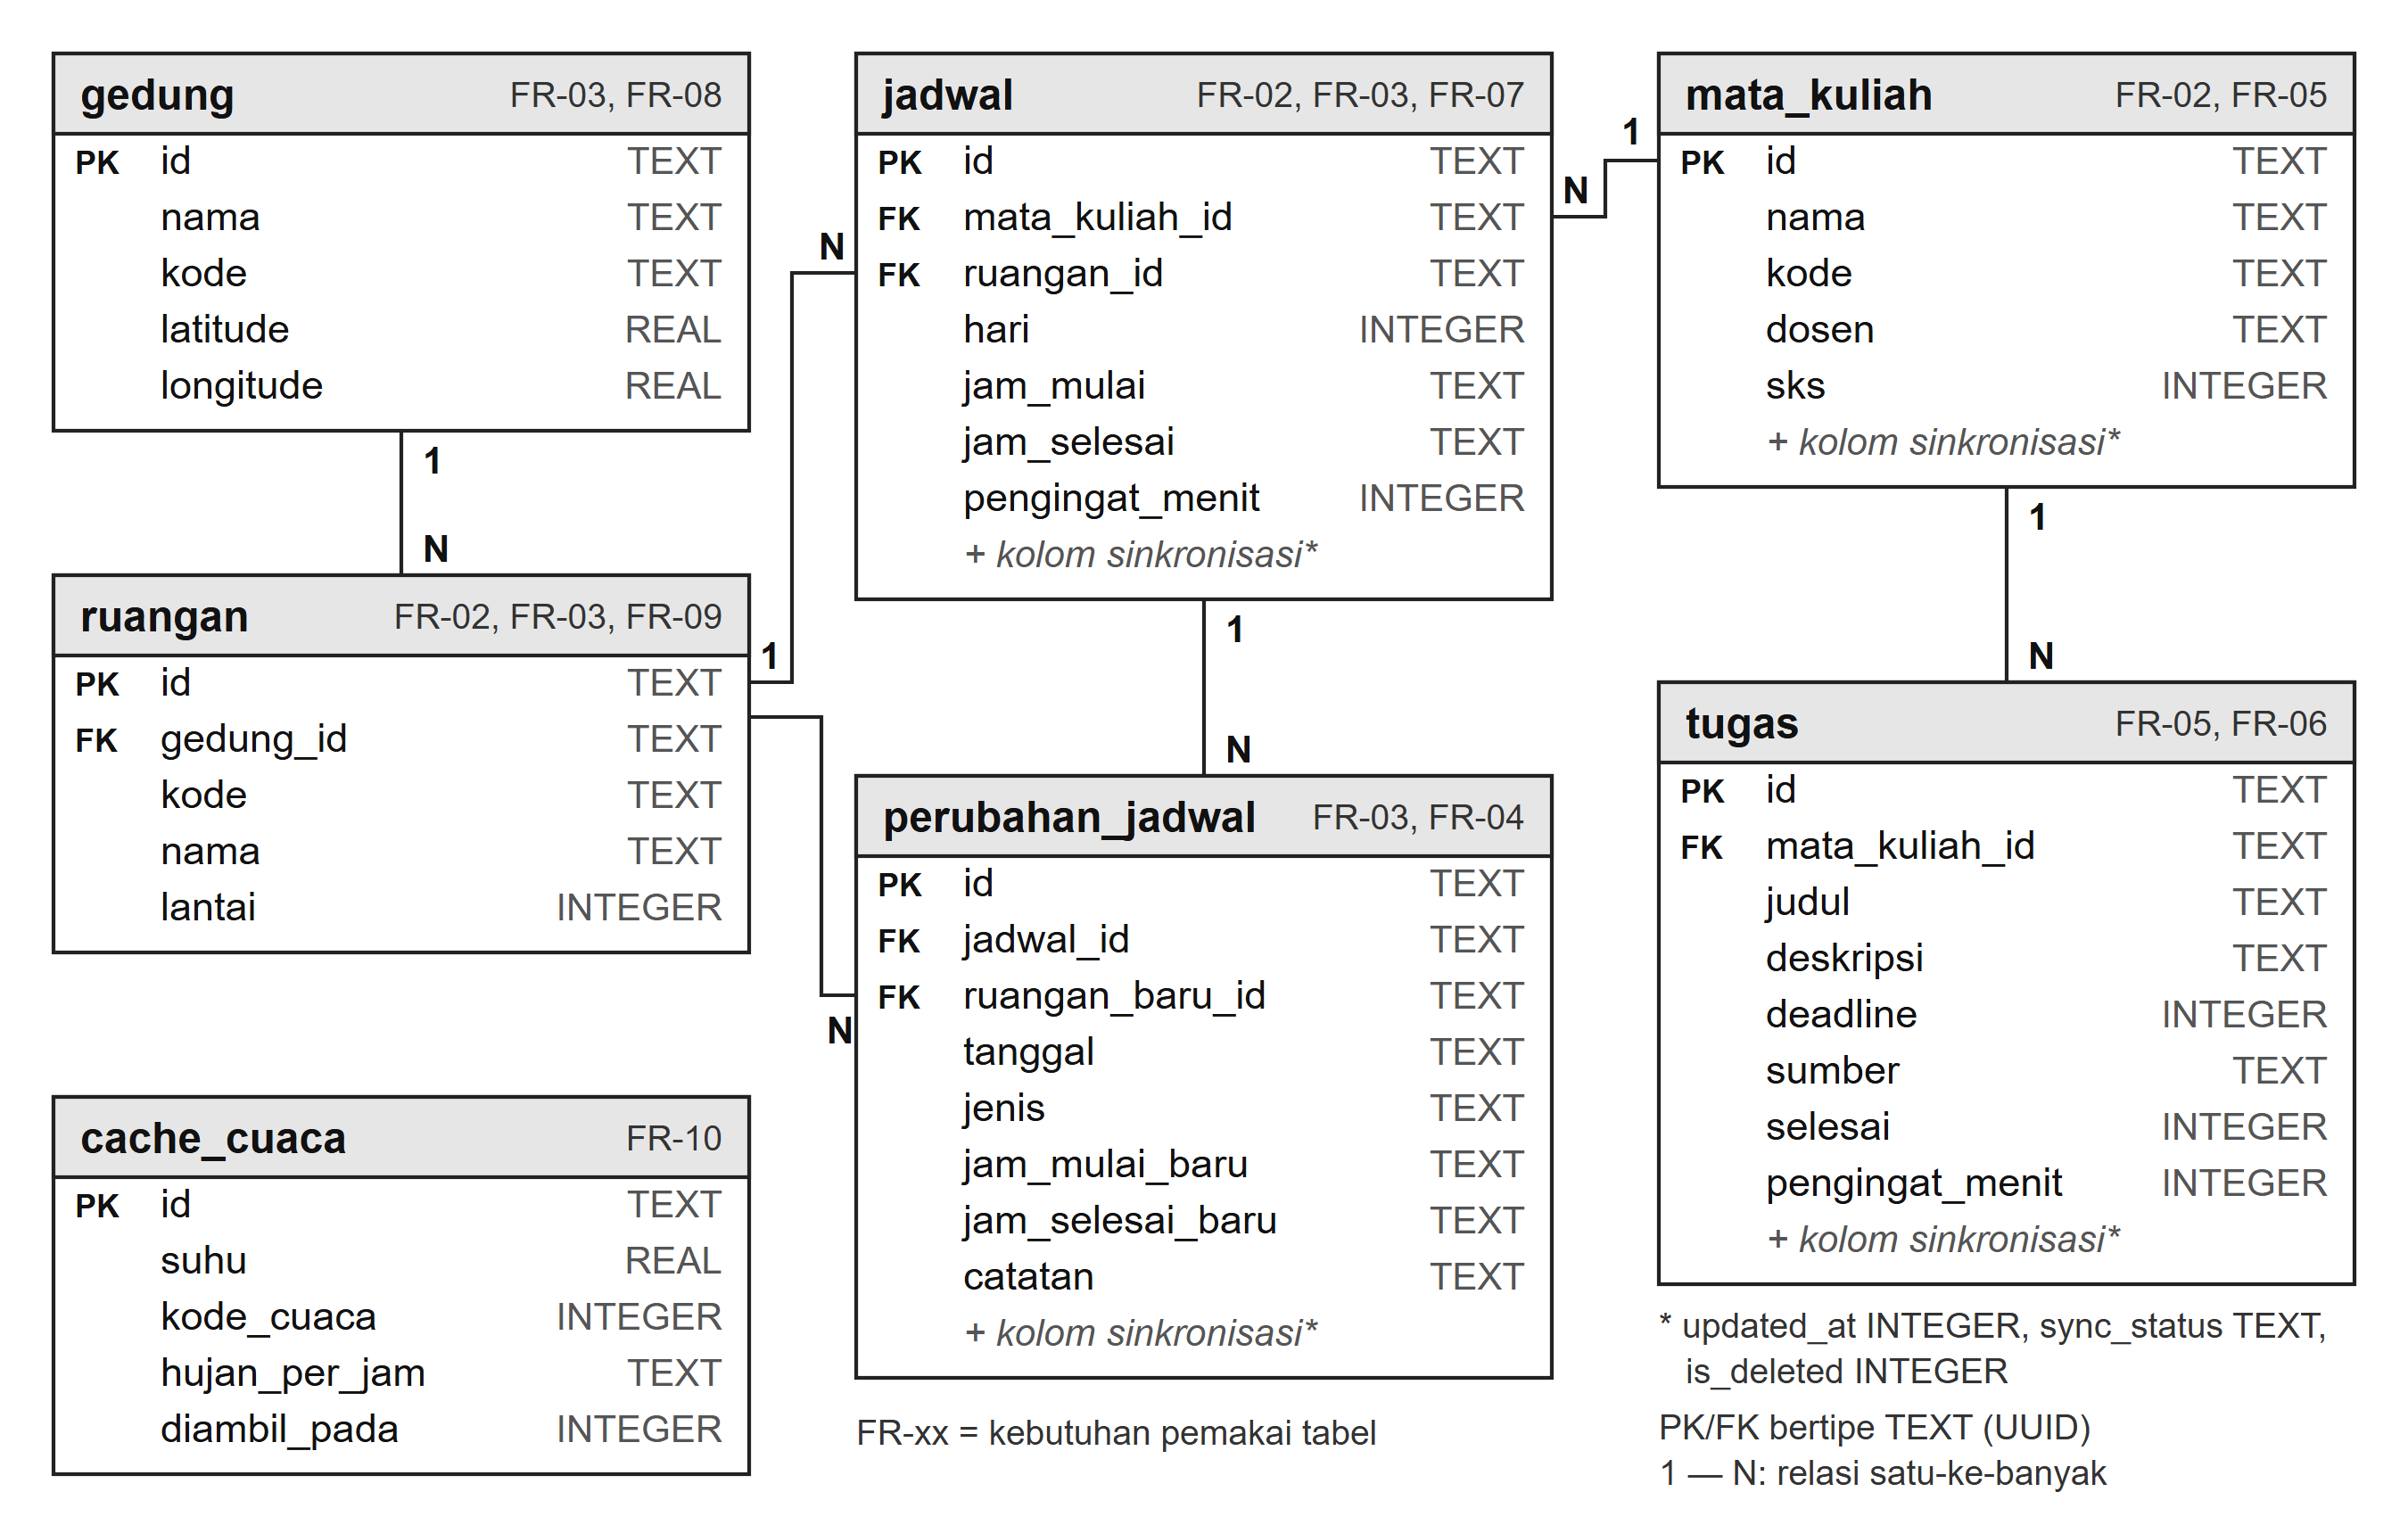 gedung FR-03, FR-08
PK id TEXT
nama TEXT
kode TEXT
latitude REAL
longitude REAL
1
N
ruangan FR-02, FR-03, FR-09
PK id TEXT
FK gedung_id TEXT
kode TEXT
nama TEXT
lantai INTEGER
1
N
N
cache_cuaca FR-10
PK id TEXT
suhu REAL
kode_cuaca INTEGER
hujan_per_jam TEXT
diambil_pada INTEGER
jadwal FR-02, FR-03, FR-07
PK id TEXT
FK mata_kuliah_id TEXT
FK ruangan_id TEXT
hari INTEGER
jam_mulai TEXT
jam_selesai TEXT
pengingat_menit INTEGER
+ kolom sinkronisasi*
1
N
perubahan_jadwal FR-03, FR-04
PK id TEXT
FK jadwal_id TEXT
FK ruangan_baru_id TEXT
tanggal TEXT
jenis TEXT
jam_mulai_baru TEXT
jam_selesai_baru TEXT
catatan TEXT
+ kolom sinkronisasi*
FR-xx = kebutuhan pemakai tabel
N
1
mata_kuliah FR-02, FR-05
PK id TEXT
nama TEXT
kode TEXT
dosen TEXT
sks INTEGER
+ kolom sinkronisasi*
1
N
tugas FR-05, FR-06
PK id TEXT
FK mata_kuliah_id TEXT
judul TEXT
deskripsi TEXT
deadline INTEGER
sumber TEXT
selesai INTEGER
pengingat_menit INTEGER
+ kolom sinkronisasi*
* updated_at INTEGER, sync_status TEXT,
is_deleted INTEGER
PK/FK bertipe TEXT (UUID)
1 — N: relasi satu-ke-banyak